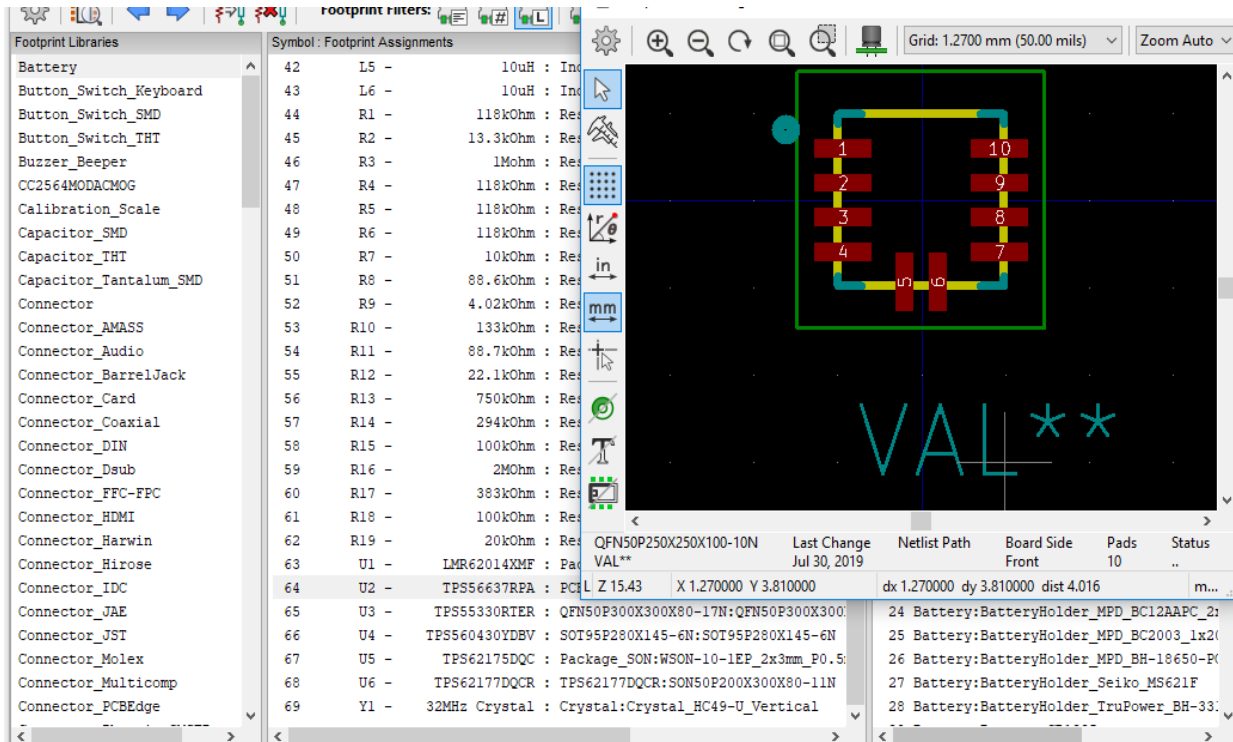 Footprint Filters:
L
Footprint Libraries
Symbol : Footprint Assignments
Grid: 1.2700 mm (50.00 mils)
Zoom Auto
Battery
Button_Switch_Keyboard
Button_Switch_SMD
Button_Switch_THT
Buzzer_Beeper
CC2564MODACMOG
Calibration_Scale
Capacitor_SMD
Capacitor_THT
Capacitor_Tantalum_SMD
Connector
Connector_AMASS
Connector_Audio
Connector_BarrelJack
Connector_Card
Connector_Coaxial
Connector_DIN
Connector_Dsub
Connector_FFC-FPC
Connector_HDMI
Connector_Harwin
Connector_Hirose
Connector_IDC
Connector_JAE
Connector_JST
Connector_Molex
Connector_Multicomp
Connector_PCBEdge
42 L5 - 10uH : Ind
43 L6 - 10uH : Ind
44 R1 - 118kOhm : Res
45 R2 - 13.3kOhm : Res
46 R3 - 1Mohm : Res
47 R4 - 118kOhm : Res
48 R5 - 118kOhm : Res
49 R6 - 118kOhm : Res
50 R7 - 10kOhm : Res
51 R8 - 88.6kOhm : Res
52 R9 - 4.02kOhm : Res
53 R10 - 133kOhm : Res
54 R11 - 88.7kOhm : Res
55 R12 - 22.1kOhm : Res
56 R13 - 750kOhm : Res
57 R14 - 294kOhm : Res
58 R15 - 100kOhm : Res
59 R16 - 2MOhm : Res
60 R17 - 383kOhm : Res
61 R18 - 100kOhm : Res
62 R19 - 20kOhm : Res
63 U1 - LMR62014XMF : Pac
64 U2 - TPS56637RPA : PCB
65 U3 - TPS55330RTER : QFN50P300X300X80-17N:QFN50P300X300
66 U4 - TPS560430YDBV : SOT95P280X145-6N:SOT95P280X145-6N
67 U5 - TPS62175DQC : Package_SON:WSON-10-1EP_2x3mm_P0.5
68 U6 - TPS62177DQCR : TPS62177DQCR:SON50P200X300X80-11N
69 Y1 - 32MHz Crystal : Crystal:Crystal_HC49-U_Vertical
in
mm
1
2
3
4
5
6
7
8
9
10
VAL**
QFN50P250X250X100-10N
VAL**
Last Change
Jul 30, 2019
Netlist Path
Board Side
Front
Pads
10
Status
..
L Z 15.43 X 1.270000 Y 3.810000 dx 1.270000 dy 3.810000 dist 4.016 m...
24 Battery:BatteryHolder_MPD_BC12AAPC_2x
25 Battery:BatteryHolder_MPD_BC2003_1x20
26 Battery:BatteryHolder_MPD_BH-18650-PC
27 Battery:BatteryHolder_Seiko_MS621F
28 Battery:BatteryHolder_TruPower_BH-331